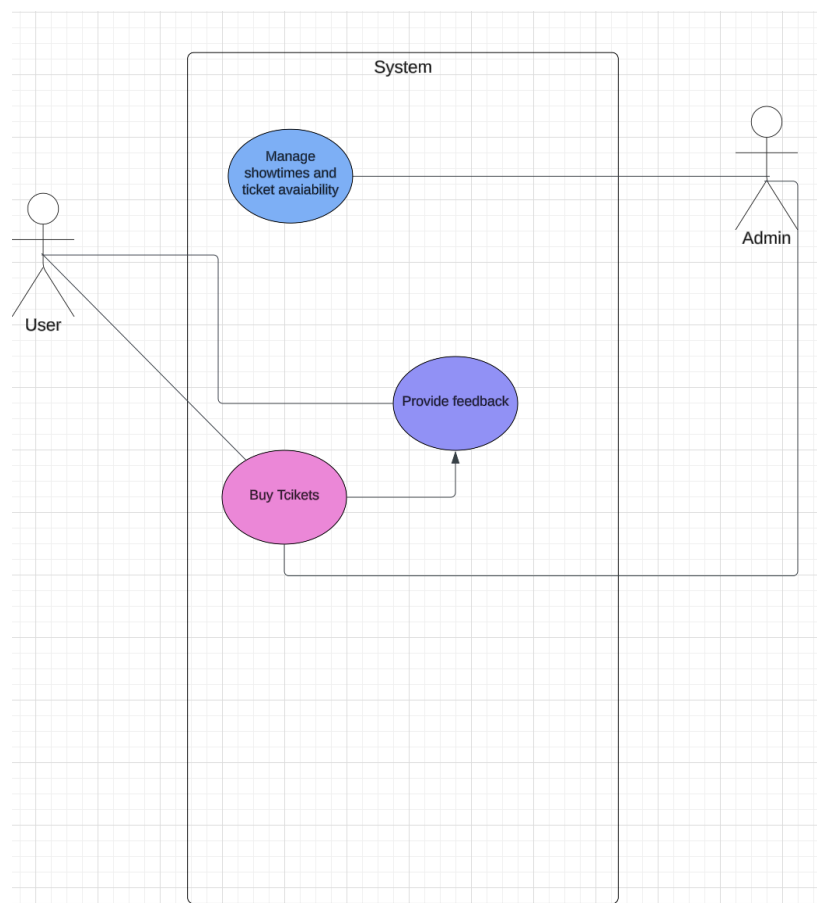 System
Manage
showtimes and
ticket avaiability
Admin
User
Provide feedback
Buy Tcikets